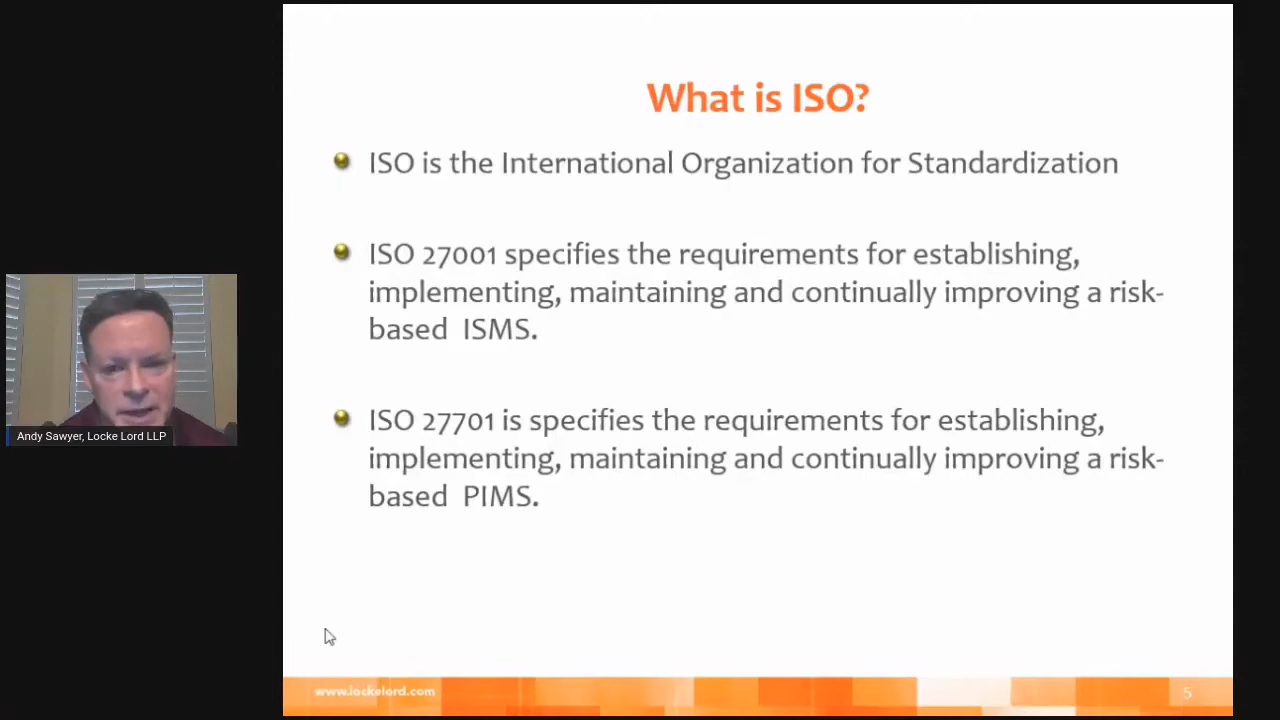 What is ISO?
ISO is the International Organization for Standardization
ISO 27001 specifies the requirements for establishing,
implementing, maintaining and continually improving a risk-
based ISMS.
ISO 27701 is specifies the requirements for establishing,
implementing, maintaining and continually improving a risk-
based PIMS.
Andy Sawyer, Locke Lord LLP
www.lockelord.com
5